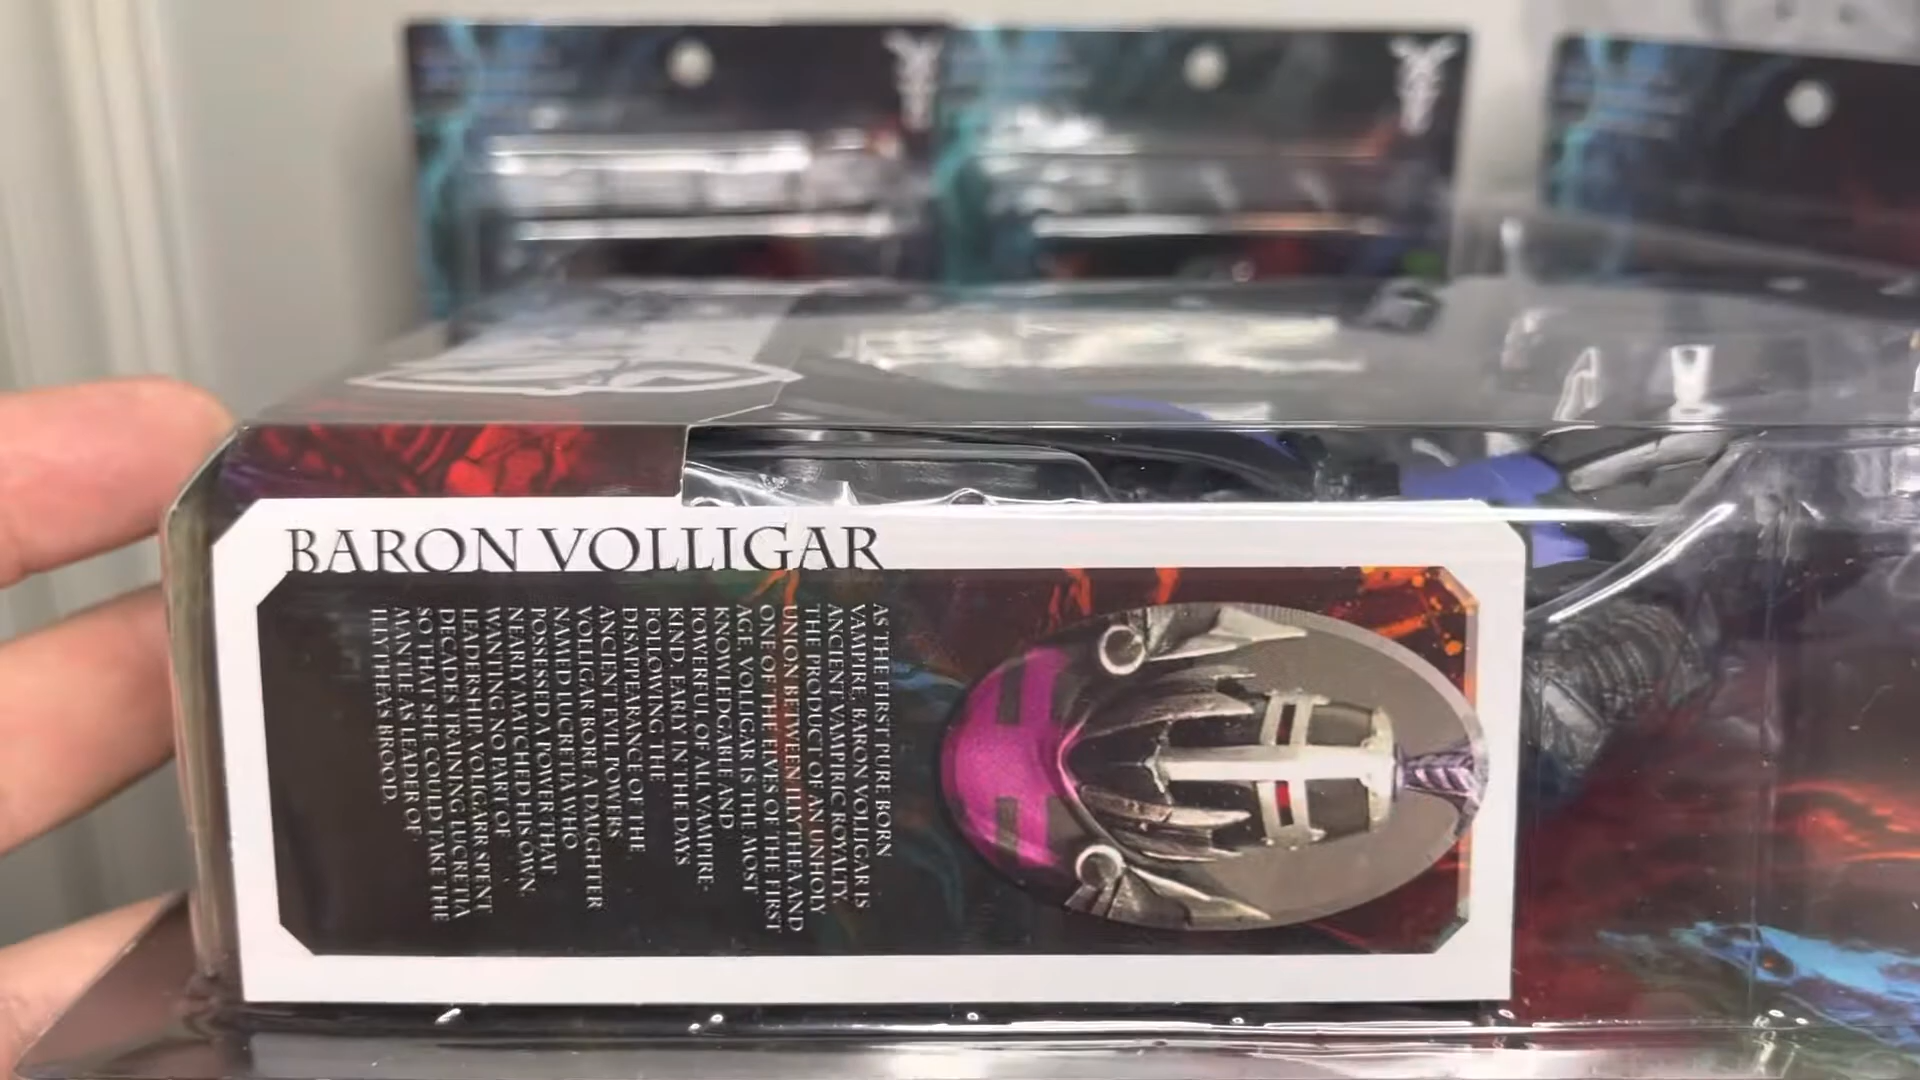 BARON VOLLIGAR
AS THE FIRST PURE BORN
VAMPIRE, BARON VOLLIGAR IS
ANCIENT VAMPIRIC ROYALTY.
THE PRODUCT OF AN UNHOLY
UNION BETWEEN ILLYTHEA AND
ONE OF THE ELVES OF THE FIRST
AGE, VOLLIGAR IS THE MOST
KNOWLEDGABLE AND
POWERFUL OF ALL VAMPIRE-
KIND. EARLY IN THE DAYS
FOLLOWING THE
DISAPPEARANCE OF THE
ANCIENT EVIL POWERS,
VOLLIGAR BORE A DAUGHTER
NAMED LUCRETIA WHO
POSSESSED A POWER THAT
NEARLY MATCHED HIS OWN.
WANTING NO PART OF
LEADERSHIP, VOLLIGAR SPENT
DECADES TRAINING LUCRETIA
SO THAT SHE COULD TAKE THE
MANTLE AS LEADER OF
ILLYTHEA'S BROOD.